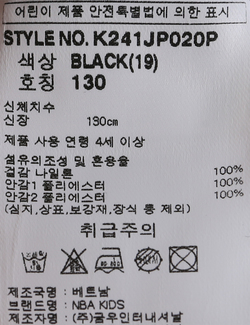 어린이 제품 안전특별법에 의한 표시
STYLE NO. K241JP020P
색상 BLACK(19)
호칭 130
신체치수
신장 130cm
제품 사용 연령 4세 이상
섬유의조성 및 혼용율
겉감 나일론 100%
안감1 폴리에스터 100%
안감2 폴리에스터 100%
(심지,상표,보강재,장식 등 제외)
취급주의
제조국명 : 베트남
브랜드명 : NBA KIDS
제조자명 : (주)굴우인터내셔날